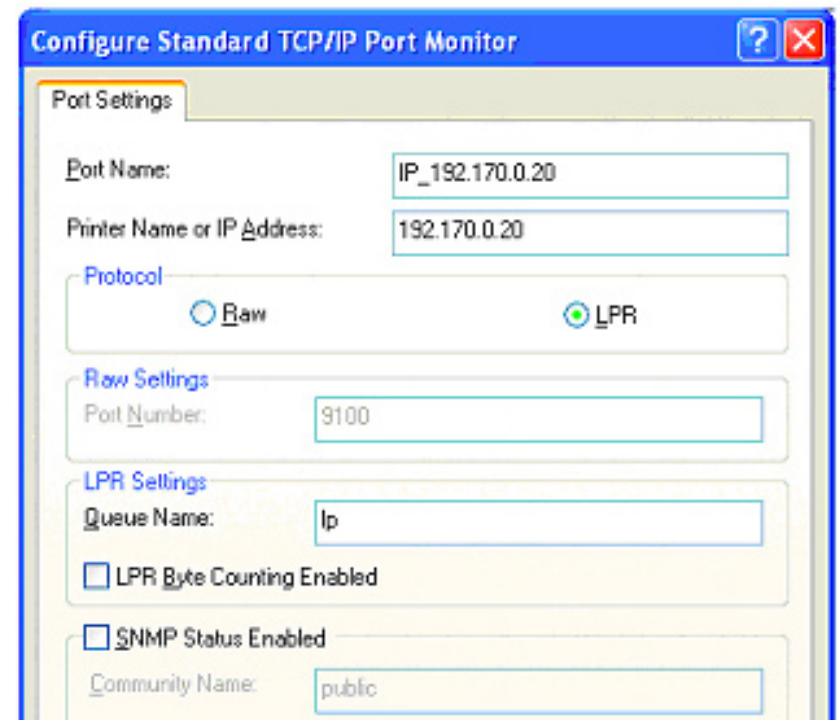 Configure Standard TCP/IP Port Monitor
Port Settings
Port Name: IP_192.170.0.20
Printer Name or IP Address: 192.170.0.20
Protocol
Raw LPR
Raw Settings
Port Number: 9100
LPR Settings
Queue Name: lp
LPR Byte Counting Enabled
SNMP Status Enabled
Community Name: public